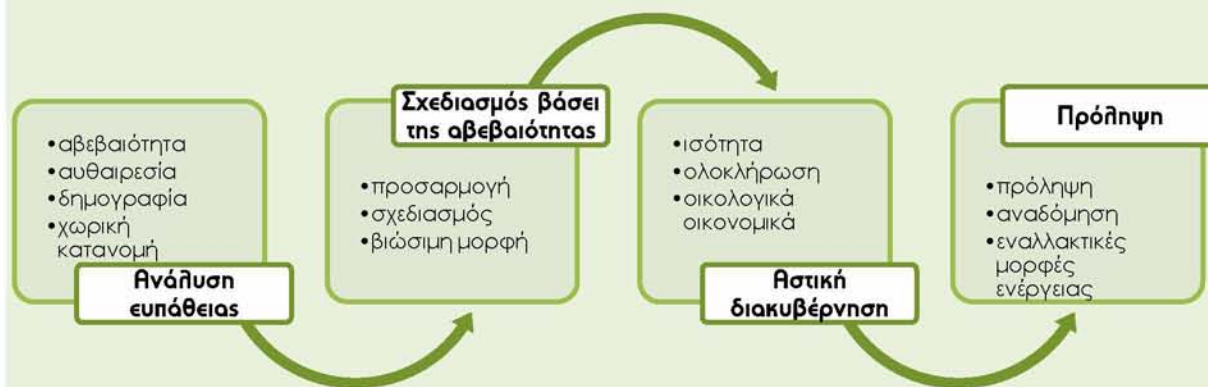 •αβεβαιότητα
•αυθαιρεσία
•δημογραφία
•χωρική
κατανομή
Ανάλυση
ευπάθειας
Σχεδιασμός βάσει
της αβεβαιότητας
•προσαρμογή
•σχεδιασμός
•βιώσιμη μορφή
•ισότητα
•ολοκλήρωση
•οικολογικά
οικονομικά
Αστική
διακυβέρνηση
Πρόληψη
•πρόληψη
•αναδόμηση
•εναλλακτικές
μορφές
ενέργειας